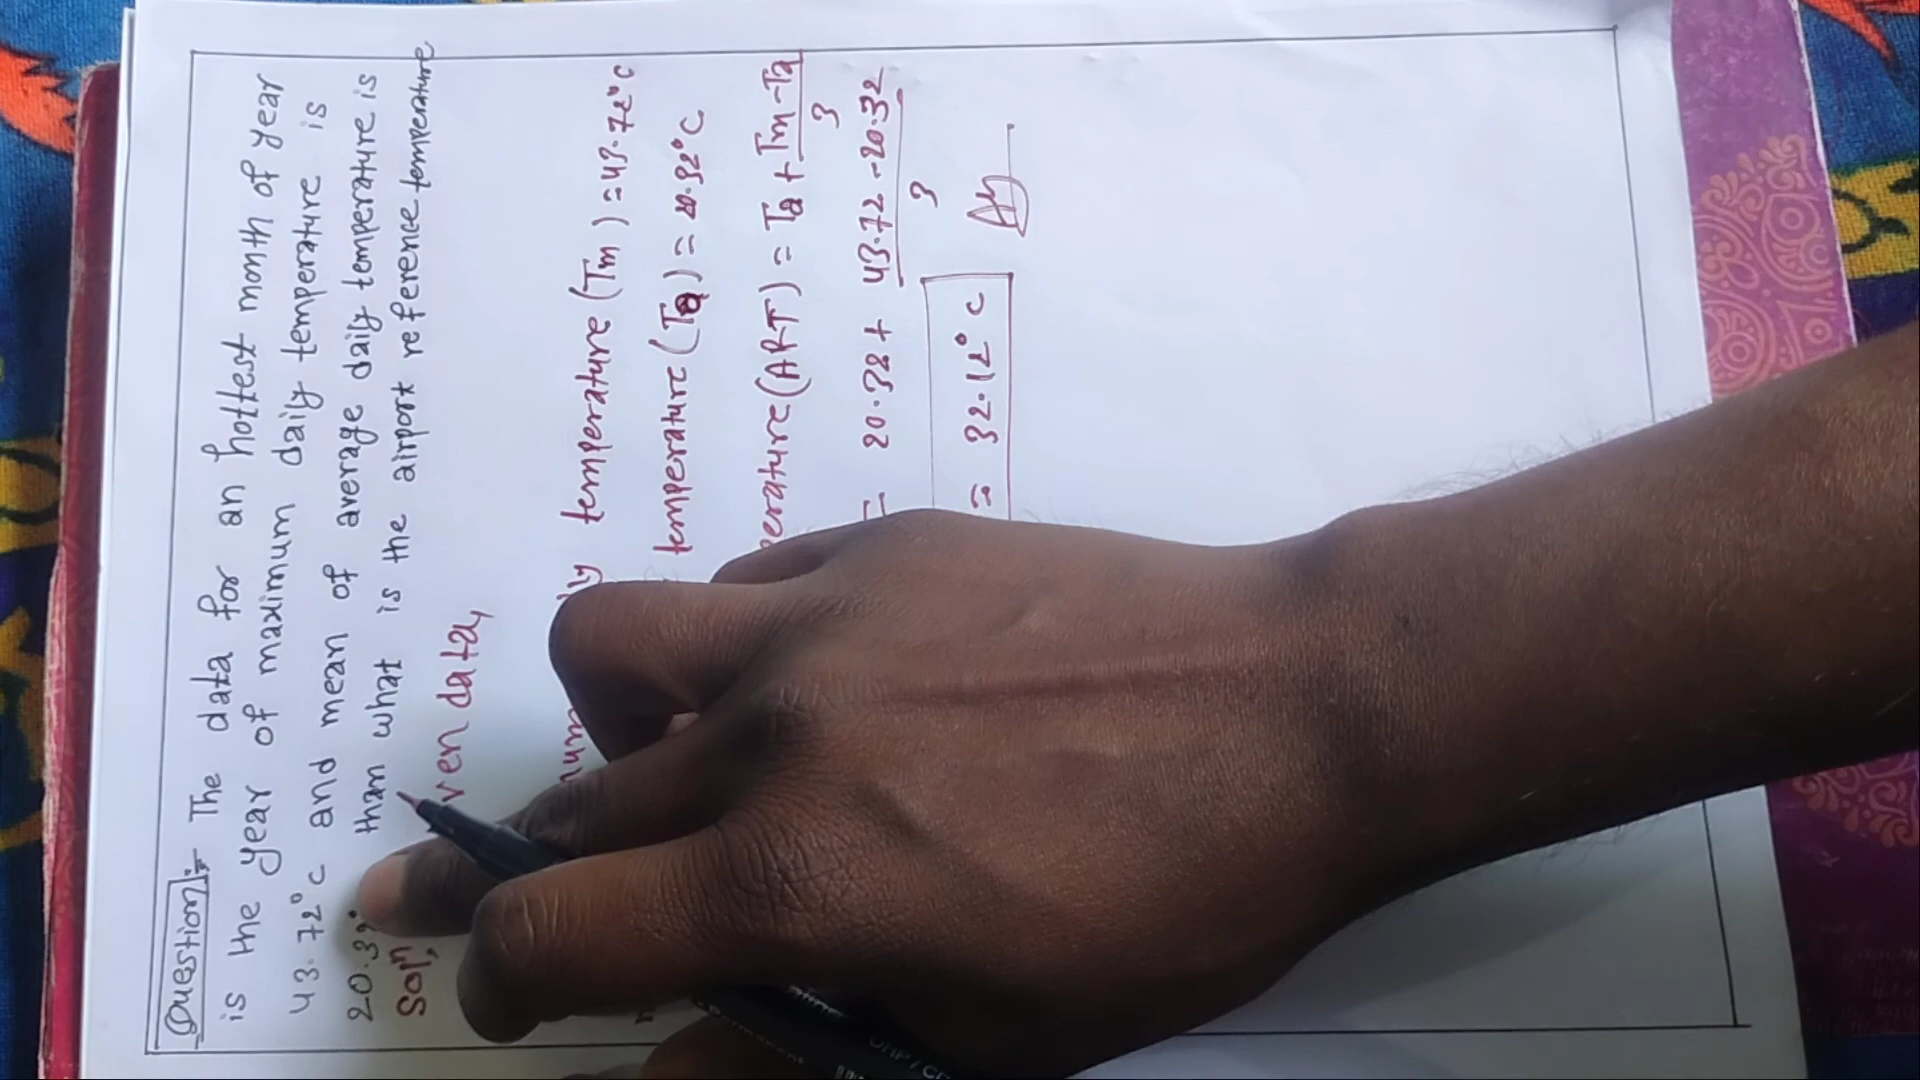 Question:- The data for an hottest month of year
is the year of maximum daily temperature is
43.72°c and mean of average daily temperature is
20.32° than what is the airport reference temperature
Soln,
ven data,
temperature (Tm) = 43.72°c
temperature (Ta) = 20.32°C
perature (ART) = Ta + Tm - Ta
3
= 20.32 + 43.72 - 20.32
3
= 32.12° c